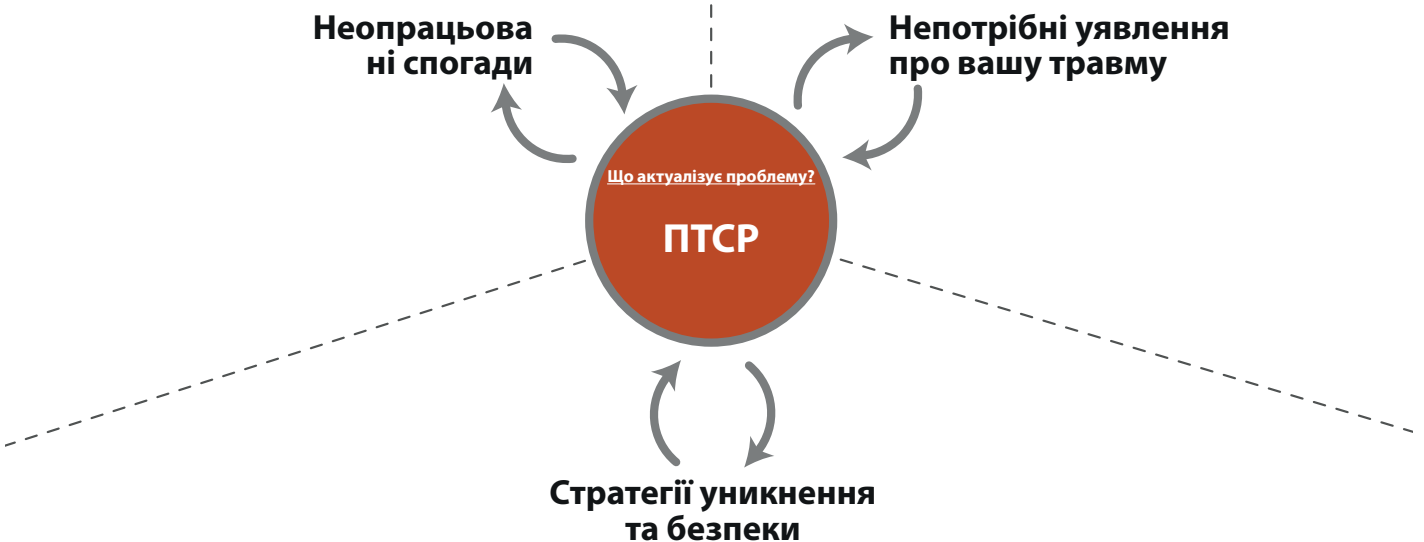 Неопрацьова
ні спогади
Непотрібні уявлення
про вашу травму
Що актуалізує проблему?
ПТСР
Стратегії уникнення
та безпеки